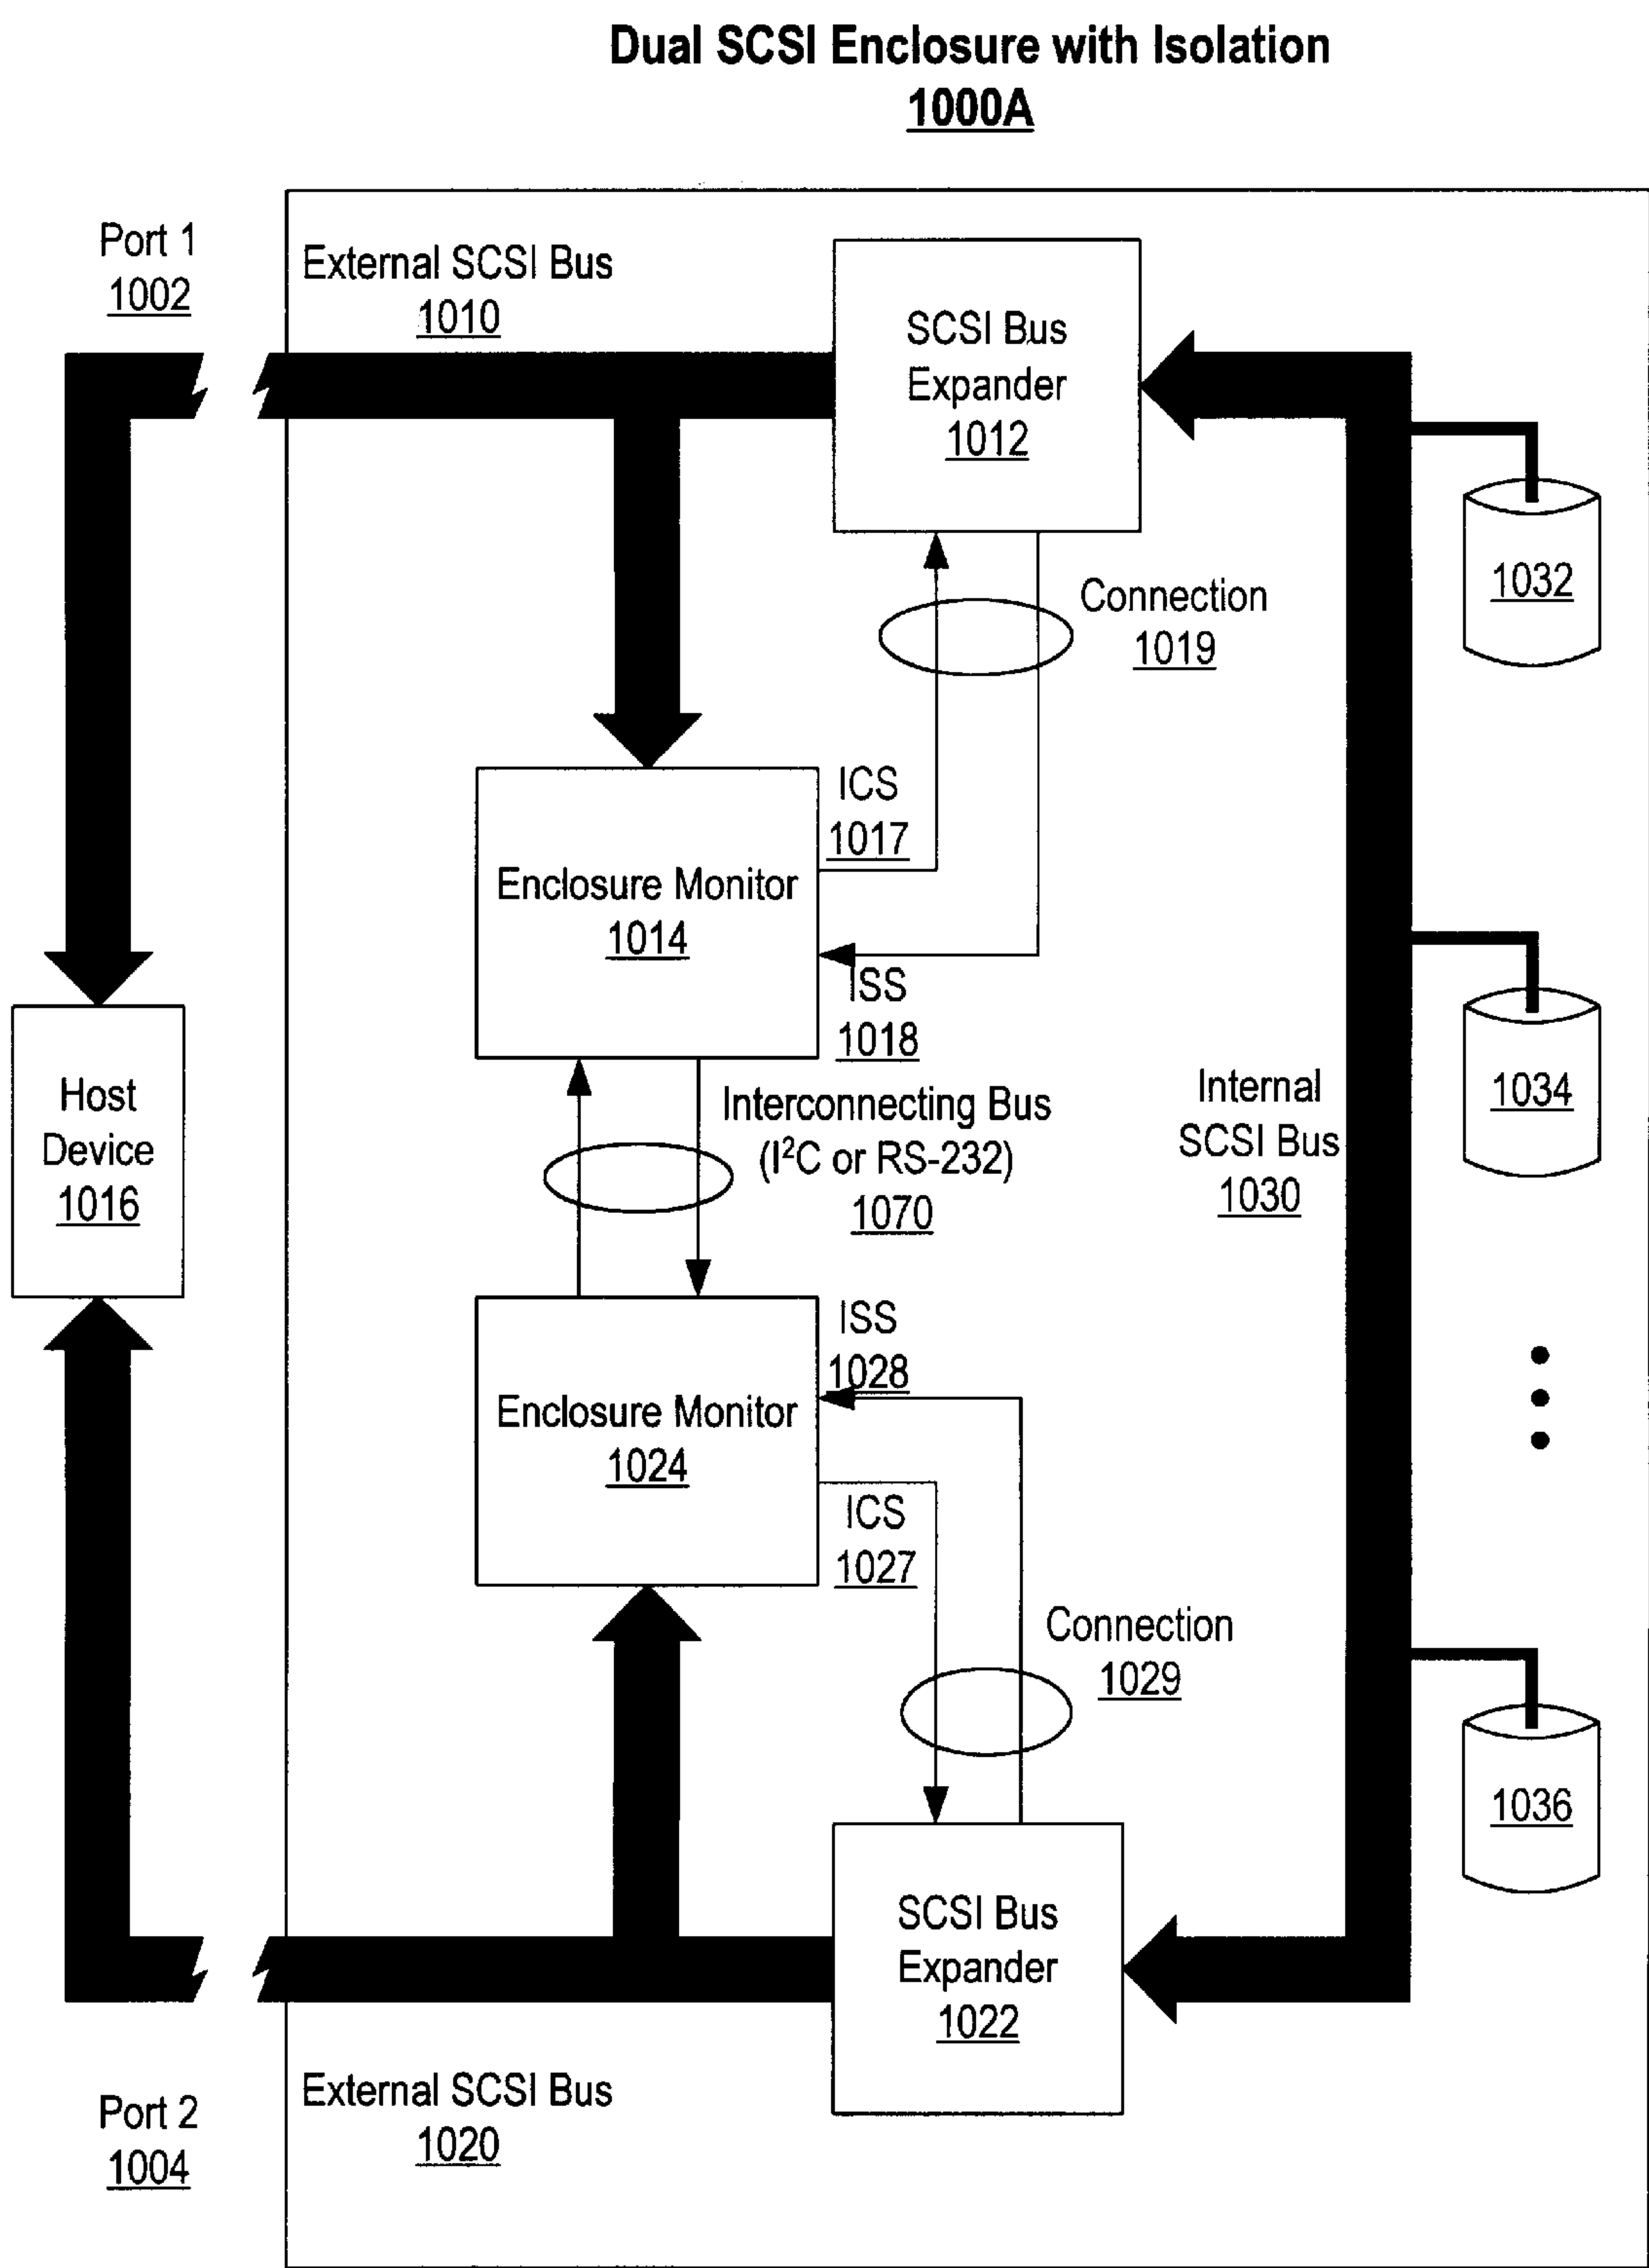 Dual SCSI Enclosure with Isolation
1000A
Port 1
1002
External SCSI Bus
1010
SCSI Bus
Expander
1012
Connection
1019
1032
ICS
1017
Enclosure Monitor
1014
ISS
1018
Host
Device
1016
Interconnecting Bus
(I²C or RS-232)
1070
Internal
SCSI Bus
1030
1034
ISS
1028
Enclosure Monitor
1024
ICS
1027
Connection
1029
1036
SCSI Bus
Expander
1022
External SCSI Bus
1020
Port 2
1004